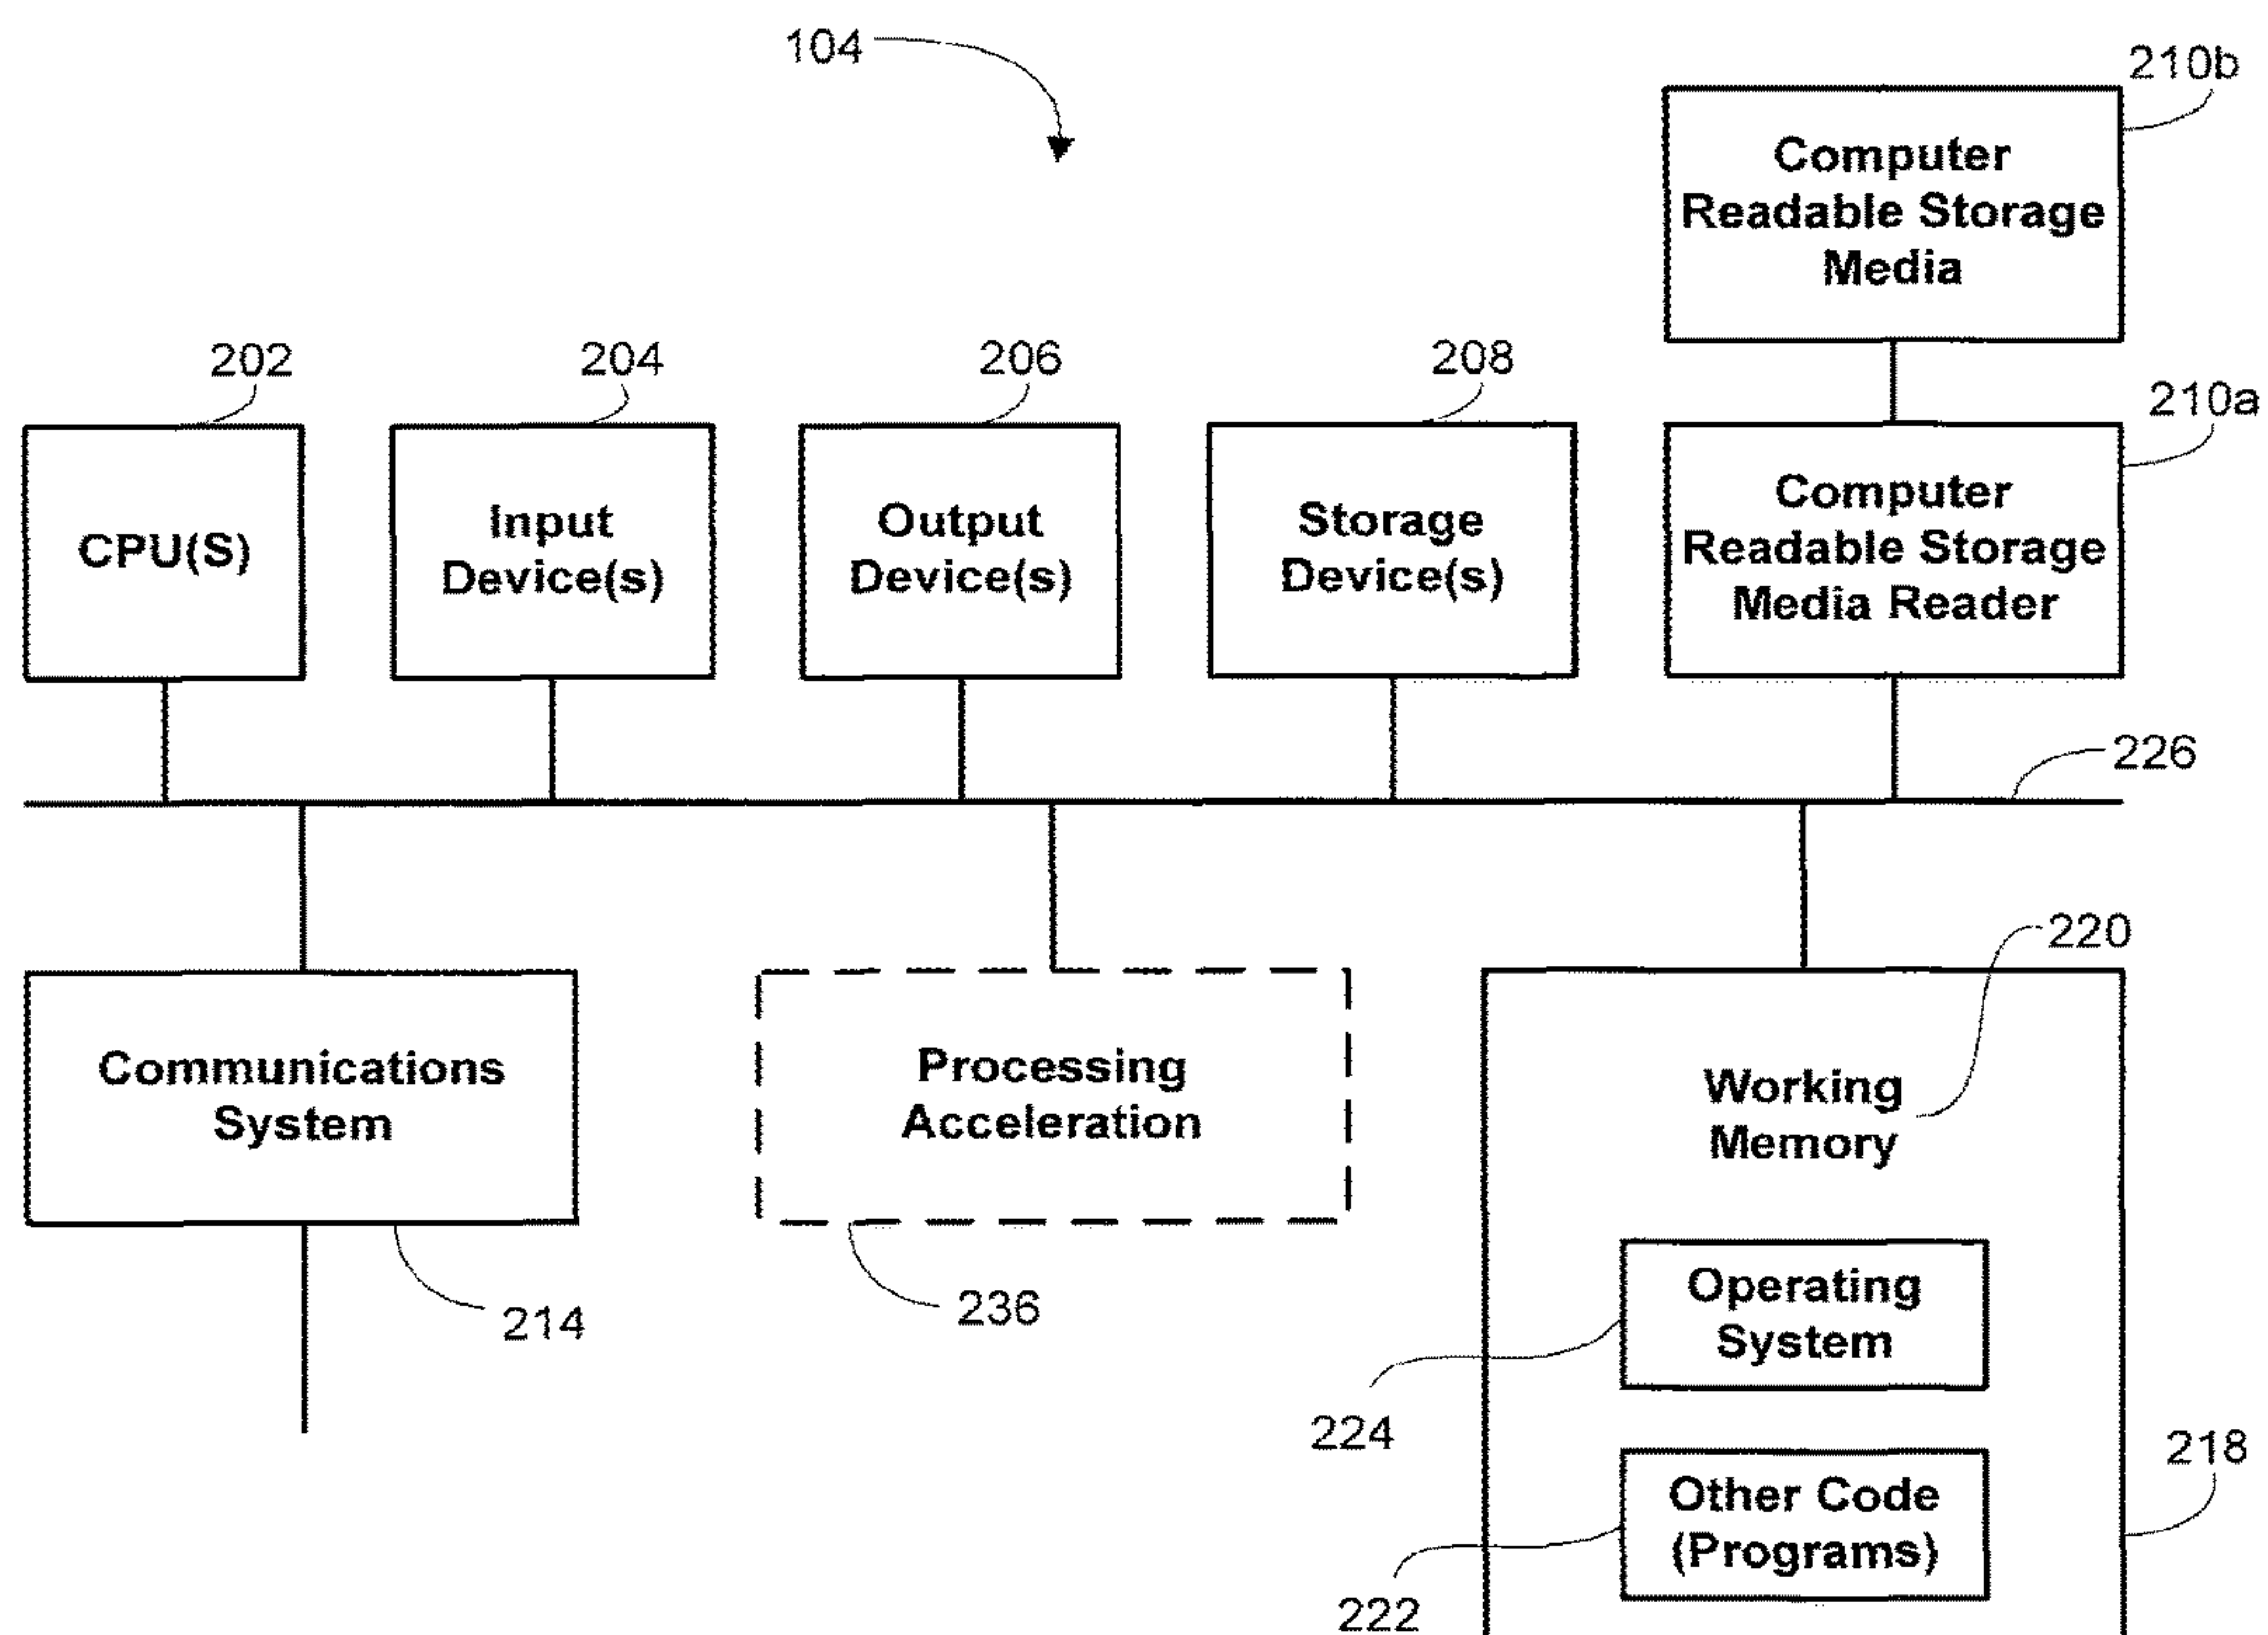 104
210b
Computer
Readable Storage
Media
202
204
206
208
210a
CPU(S)
Input
Device(s)
Output
Device(s)
Storage
Device(s)
Computer
Readable Storage
Media Reader
226
220
Communications
System
Processing
Acceleration
Working
Memory
214
236
Operating
System
224
218
Other Code
(Programs)
222